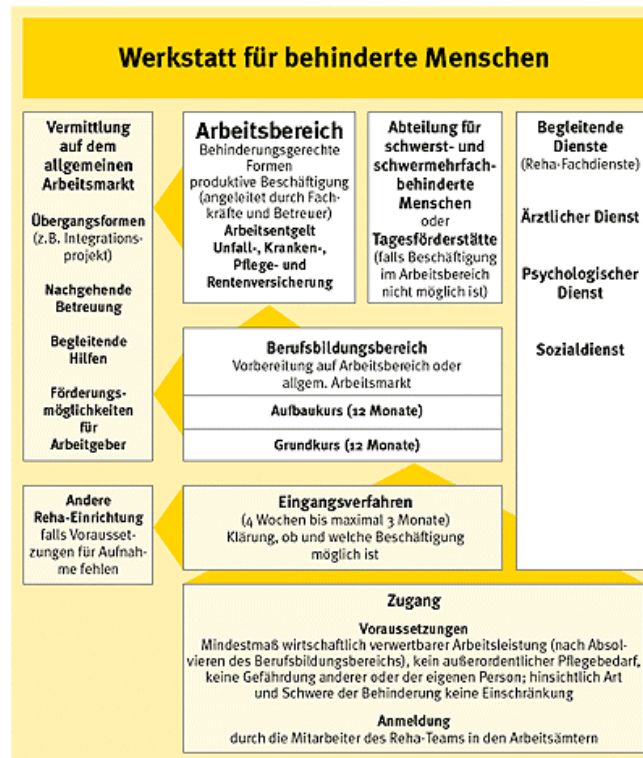 Werkstatt für behinderte Menschen
Vermittlung
auf dem
allgemeinen
Arbeitsmarkt
Übergangsformen
(z.B. Integrations-
projekt)
Nachgehende
Betreuung
Begleitende
Hilfen
Förderungs-
möglichkeiten
für
Arbeitgeber
Arbeitsbereich
Behinderungsgerechte
Formen
produktive Beschäftigung
(angeleitet durch Fach-
kräfte und Betreuer)
Arbeitsentgelt
Unfall-, Kranken-,
Pflege- und
Rentenversicherung
Abteilung für
schwerst- und
schwermehrfach-
behinderte
Menschen
oder
Tagesförderstätte
(falls Beschäftigung
im Arbeitsbereich
nicht möglich ist)
Begleitende
Dienste
(Reha-Fachdienste)
Ärztlicher Dienst
Psychologischer
Dienst
Sozialdienst
Berufsbildungsbereich
Vorbereitung auf Arbeitsbereich oder
allgem. Arbeitsmarkt
Aufbaukurs (12 Monate)
Grundkurs (12 Monate)
Andere
Reha-Einrichtung
falls Vorausset-
zungen für Aufnah-
me fehlen
Eingangsverfahren
(4 Wochen bis maximal 3 Monate)
Klärung, ob und welche Beschäftigung
möglich ist
Zugang
Voraussetzungen
Mindestmaß wirtschaftlich verwertbarer Arbeitsleistung (nach Absol-
vieren des Berufsbildungsbereichs), kein außerordentlicher Pflegebedarf,
keine Gefährdung anderer oder der eigenen Person; hinsichtlich Art
und Schwere der Behinderung keine Einschränkung
Anmeldung
durch die Mitarbeiter des Reha-Teams in den Arbeitsämtern